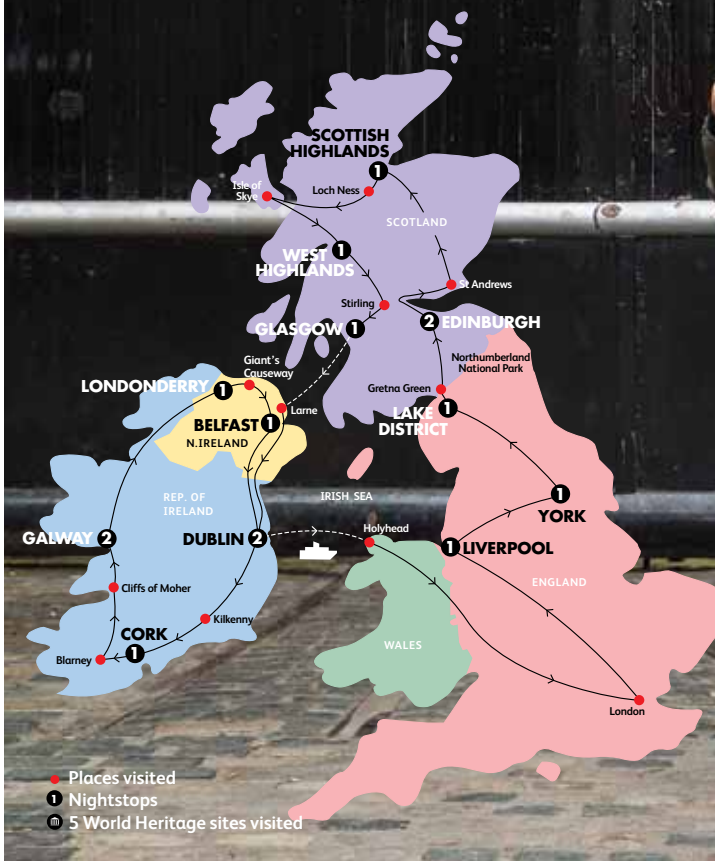 SCOTTISH
HIGHLANDS
1
Isle of
Skye
Loch Ness
SCOTLAND
1
WEST
HIGHLANDS
St Andrews
Stirling
GLASGOW 1
2 EDINBURGH
Giant's
Causeway
Northumberland
National Park
LONDONDERRY 1
Gretna Green
Larne
LAKE
DISTRICT
1
BELFAST 1
N.IRELAND
REP. OF
IRELAND
IRISH SEA
1
YORK
Holyhead
GALWAY 2
DUBLIN 2
1 LIVERPOOL
ENGLAND
Cliffs of Moher
Kilkenny
CORK
1
WALES
Blarney
London
Places visited
1 Nightstops
5 World Heritage sites visited